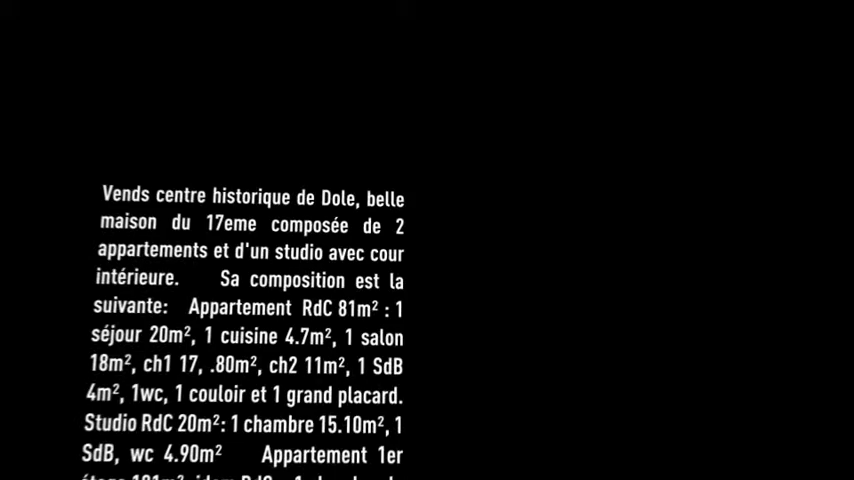 Vends centre historique de Dole, belle
maison du 17eme composée de 2
appartements et d'un studio avec cour
intérieure. Sa composition est la
suivante: Appartement RdC 81m² : 1
séjour 20m², 1 cuisine 4.7m², 1 salon
18m², ch1 17, .80m², ch2 11m², 1 SdB
4m², 1wc, 1 couloir et 1 grand placard.
Studio RdC 20m²: 1 chambre 15.10m², 1
SdB, wc 4.90m² Appartement 1er